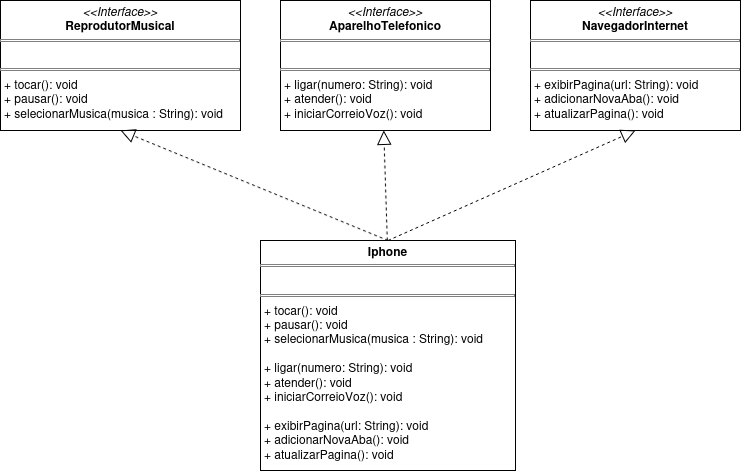 <<Interface>>
ReprodutorMusical
+ tocar(): void
+ pausar(): void
+ selecionarMusica(musica : String): void
<<Interface>>
AparelhoTelefonico
+ ligar(numero: String): void
+ atender(): void
+ iniciarCorreioVoz(): void
<<Interface>>
NavegadorInternet
+ exibirPagina(url: String): void
+ adicionarNovaAba(): void
+ atualizarPagina(): void
Iphone
+ tocar(): void
+ pausar(): void
+ selecionarMusica(musica : String): void
+ ligar(numero: String): void
+ atender(): void
+ iniciarCorreioVoz(): void
+ exibirPagina(url: String): void
+ adicionarNovaAba(): void
+ atualizarPagina(): void